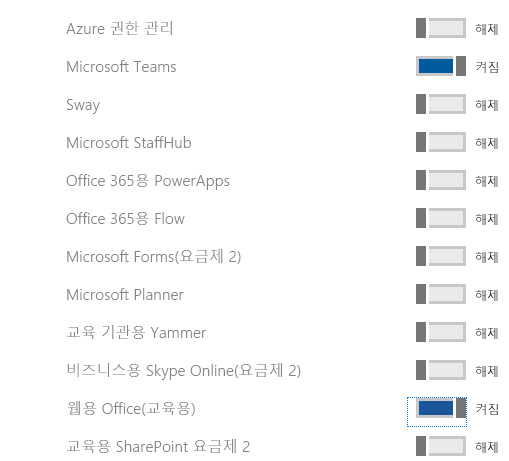 Azure 권한 관리 해제
Microsoft Teams 켜짐
Sway 해제
Microsoft StaffHub 해제
Office 365용 PowerApps 해제
Office 365용 Flow 해제
Microsoft Forms(요금제 2) 해제
Microsoft Planner 해제
교육 기관용 Yammer 해제
비즈니스용 Skype Online(요금제 2) 해제
웹용 Office(교육용) 켜짐
교육용 SharePoint 요금제 2 해제